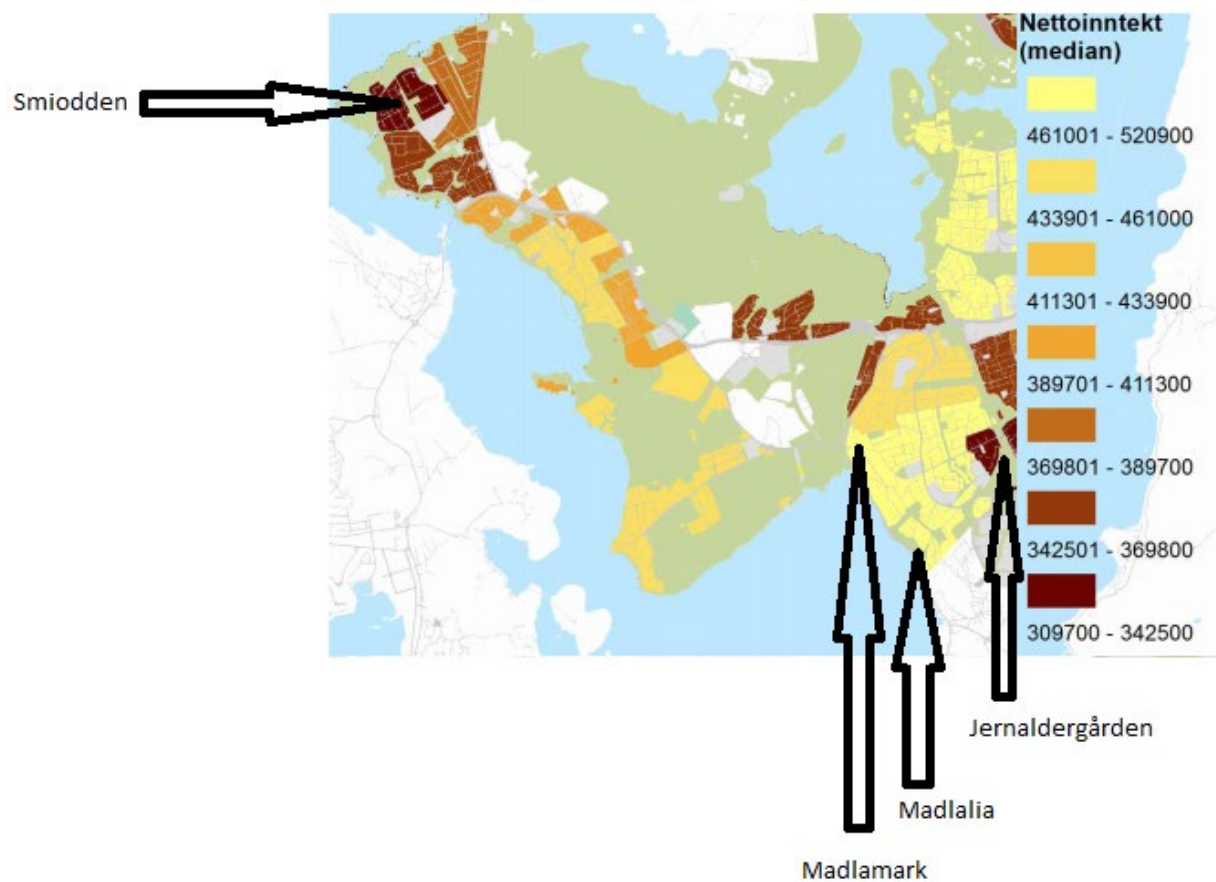 Nettoinntekt
(median)
461001 - 520900
433901 - 461000
411301 - 433900
389701 - 411300
369801 - 389700
342501 - 369800
309700 - 342500
Smiodden
Jernaldergården
Madlalia
Madlamark